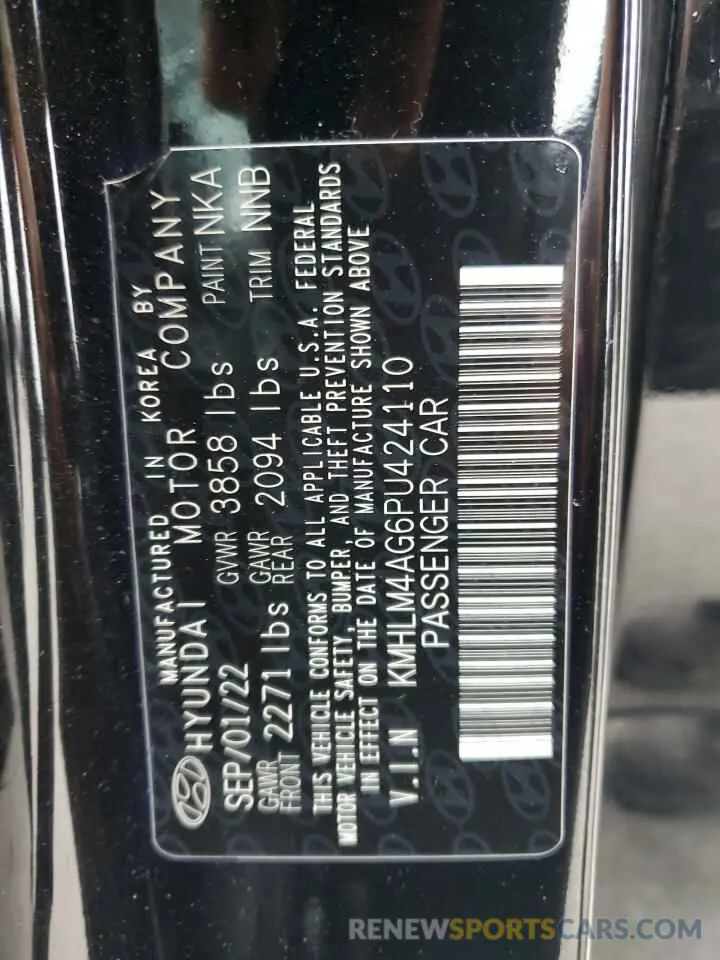 MANUFACTURED IN KOREA BY
HYUNDAI MOTOR COMPANY
SEP/01/22 GVWR 3858 lbs PAINT NKA
GAWR FRONT 2271 lbs GAWR REAR 2094 lbs TRIM NNB
THIS VEHICLE CONFORMS TO ALL APPLICABLE U.S.A. FEDERAL
MOTOR VEHICLE SAFETY, BUMPER, AND THEFT PREVENTION STANDARDS
IN EFFECT ON THE DATE OF MANUFACTURE SHOWN ABOVE
V.I.N KMHLM4AG6PU424110
PASSENGER CAR
RENEWSPORTSCARS.COM